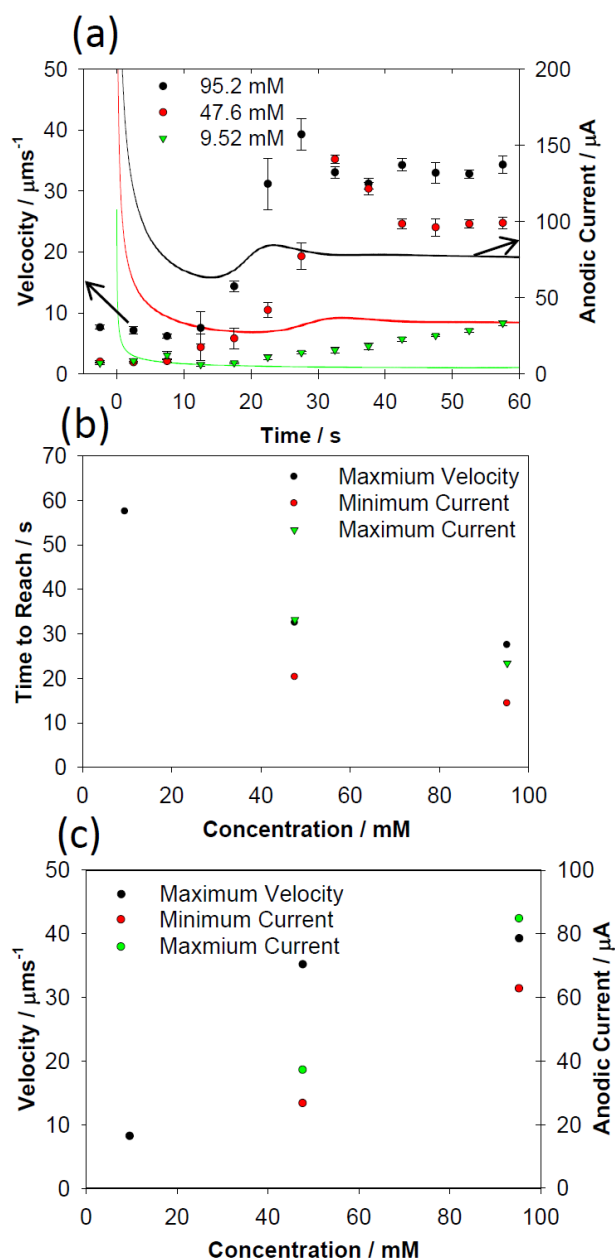 (a)
50
40
30
20
10
0
Velcocity / μms⁻¹
95.2 mM
47.6 mM
9.52 mM
200
150
100
50
0
Anodic Current / μA
0 10 20 30 40 50 60
Time / s
(b)
70
60
50
40
30
20
10
0
Time to Reach / s
Maxmium Velocity
Minimum Current
Maximum Current
0 20 40 60 80 100
Concentration / mM
(c)
50
40
30
20
10
0
Velocity / μms⁻¹
Maximum Velocity
Minimum Current
Maxmium Current
100
80
60
40
20
0
Anodic Current / μA
0 20 40 60 80 100
Concentration / mM